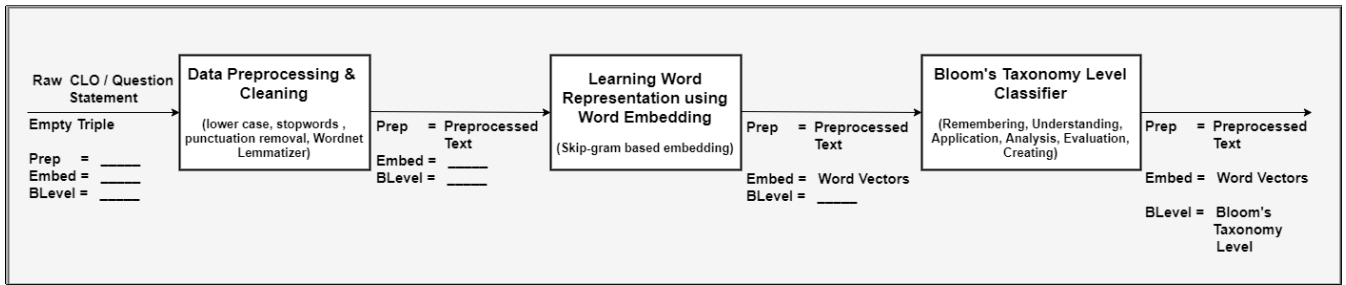 Raw CLO / Question
Statement
Empty Triple
Prep = _____
Embed = _____
BLevel = _____
Data Preprocessing &
Cleaning
(lower case, stopwords ,
punctuation removal, Wordnet
Lemmatizer)
Prep = Preprocessed
Text
Embed = _____
BLevel = _____
Learning Word
Representation using
Word Embedding
(Skip-gram based embedding)
Prep = Preprocessed
Text
Embed = Word Vectors
BLevel = _____
Bloom's Taxonomy Level
Classifier
(Remembering, Understanding,
Application, Analysis, Evaluation,
Creating)
Prep = Preprocessed
Text
Embed = Word Vectors
BLevel = Bloom's
Taxonomy
Level